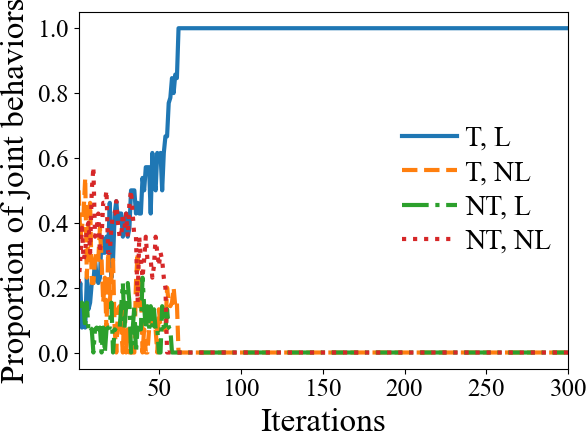 Proportion of joint behaviors
1.0
0.8
0.6
0.4
0.2
0.0
T, L
T, NL
NT, L
NT, NL
50
100
150
200
250
300
Iterations